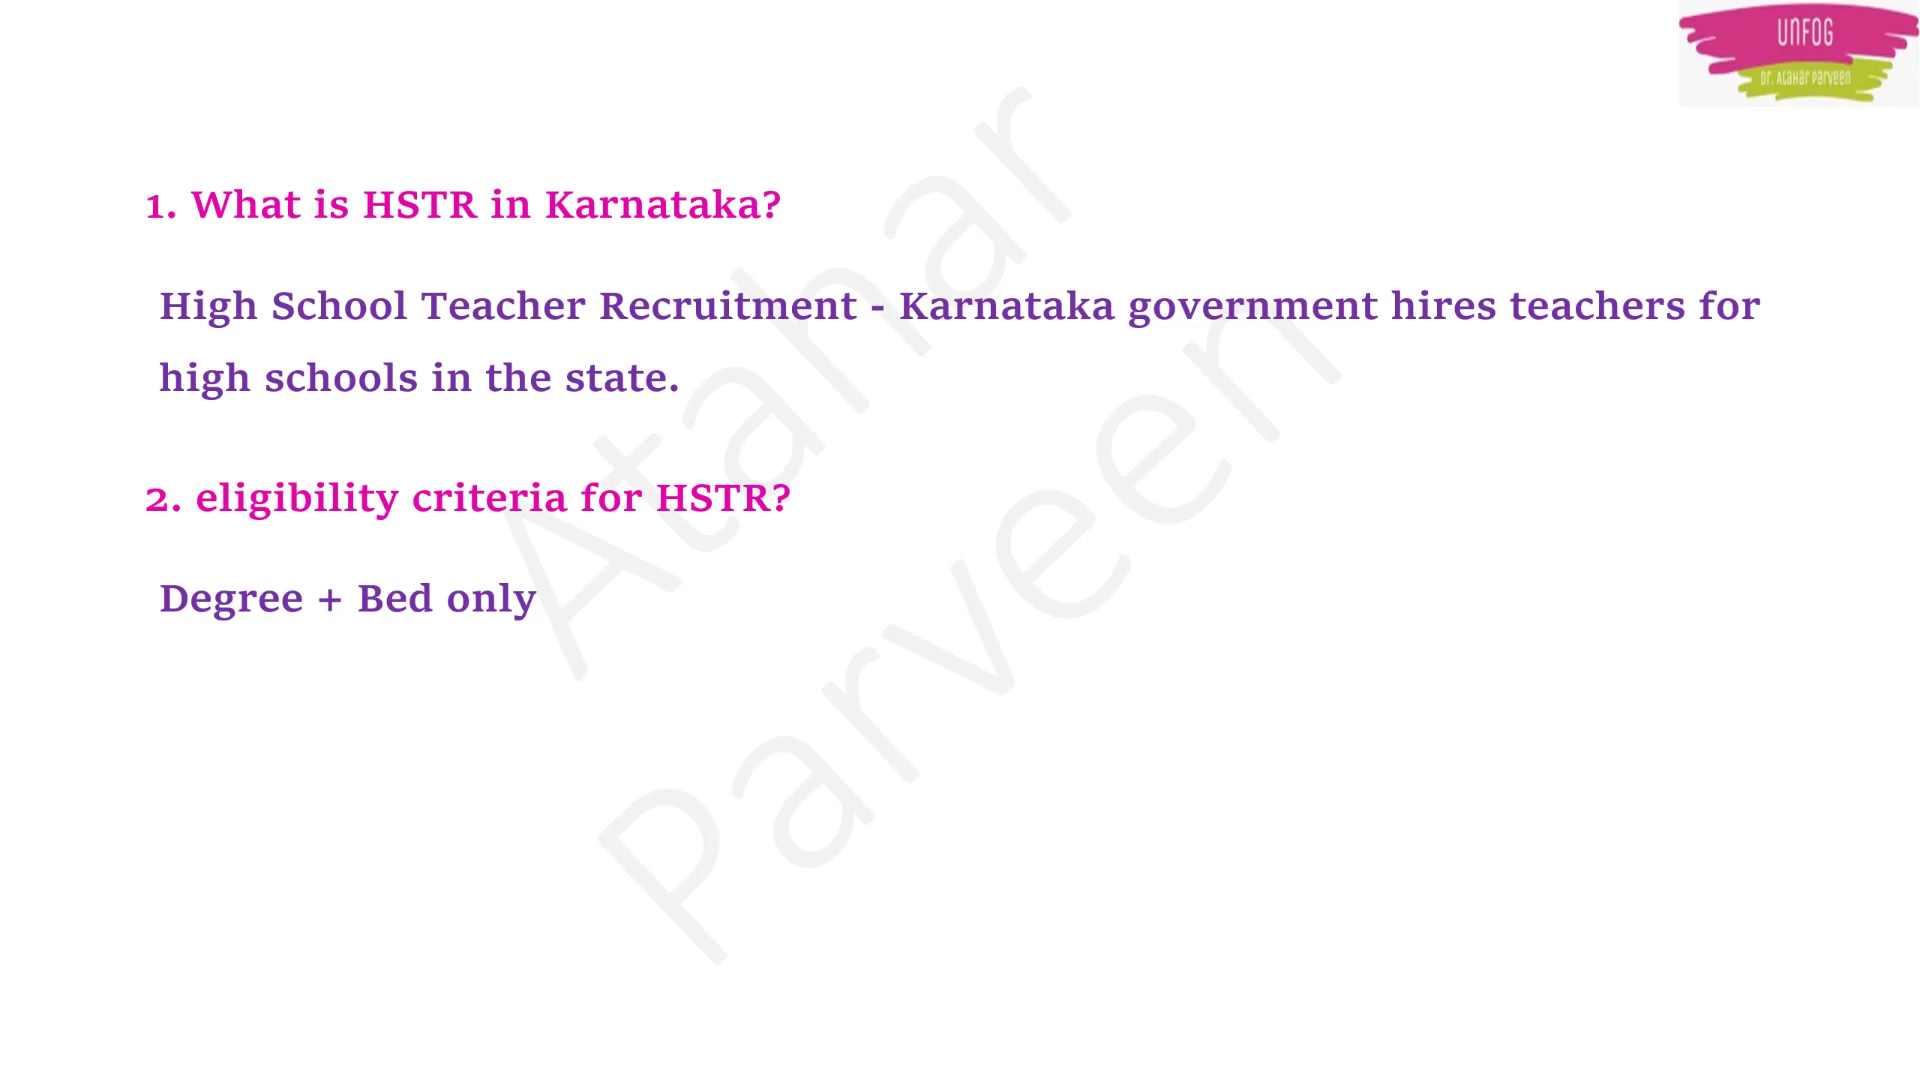 UNFOG
Dr. Atahar Parveen
1. What is HSTR in Karnataka?
High School Teacher Recruitment - Karnataka government hires teachers for
high schools in the state.
2. eligibility criteria for HSTR?
Degree + Bed only
Atahar
Parveen